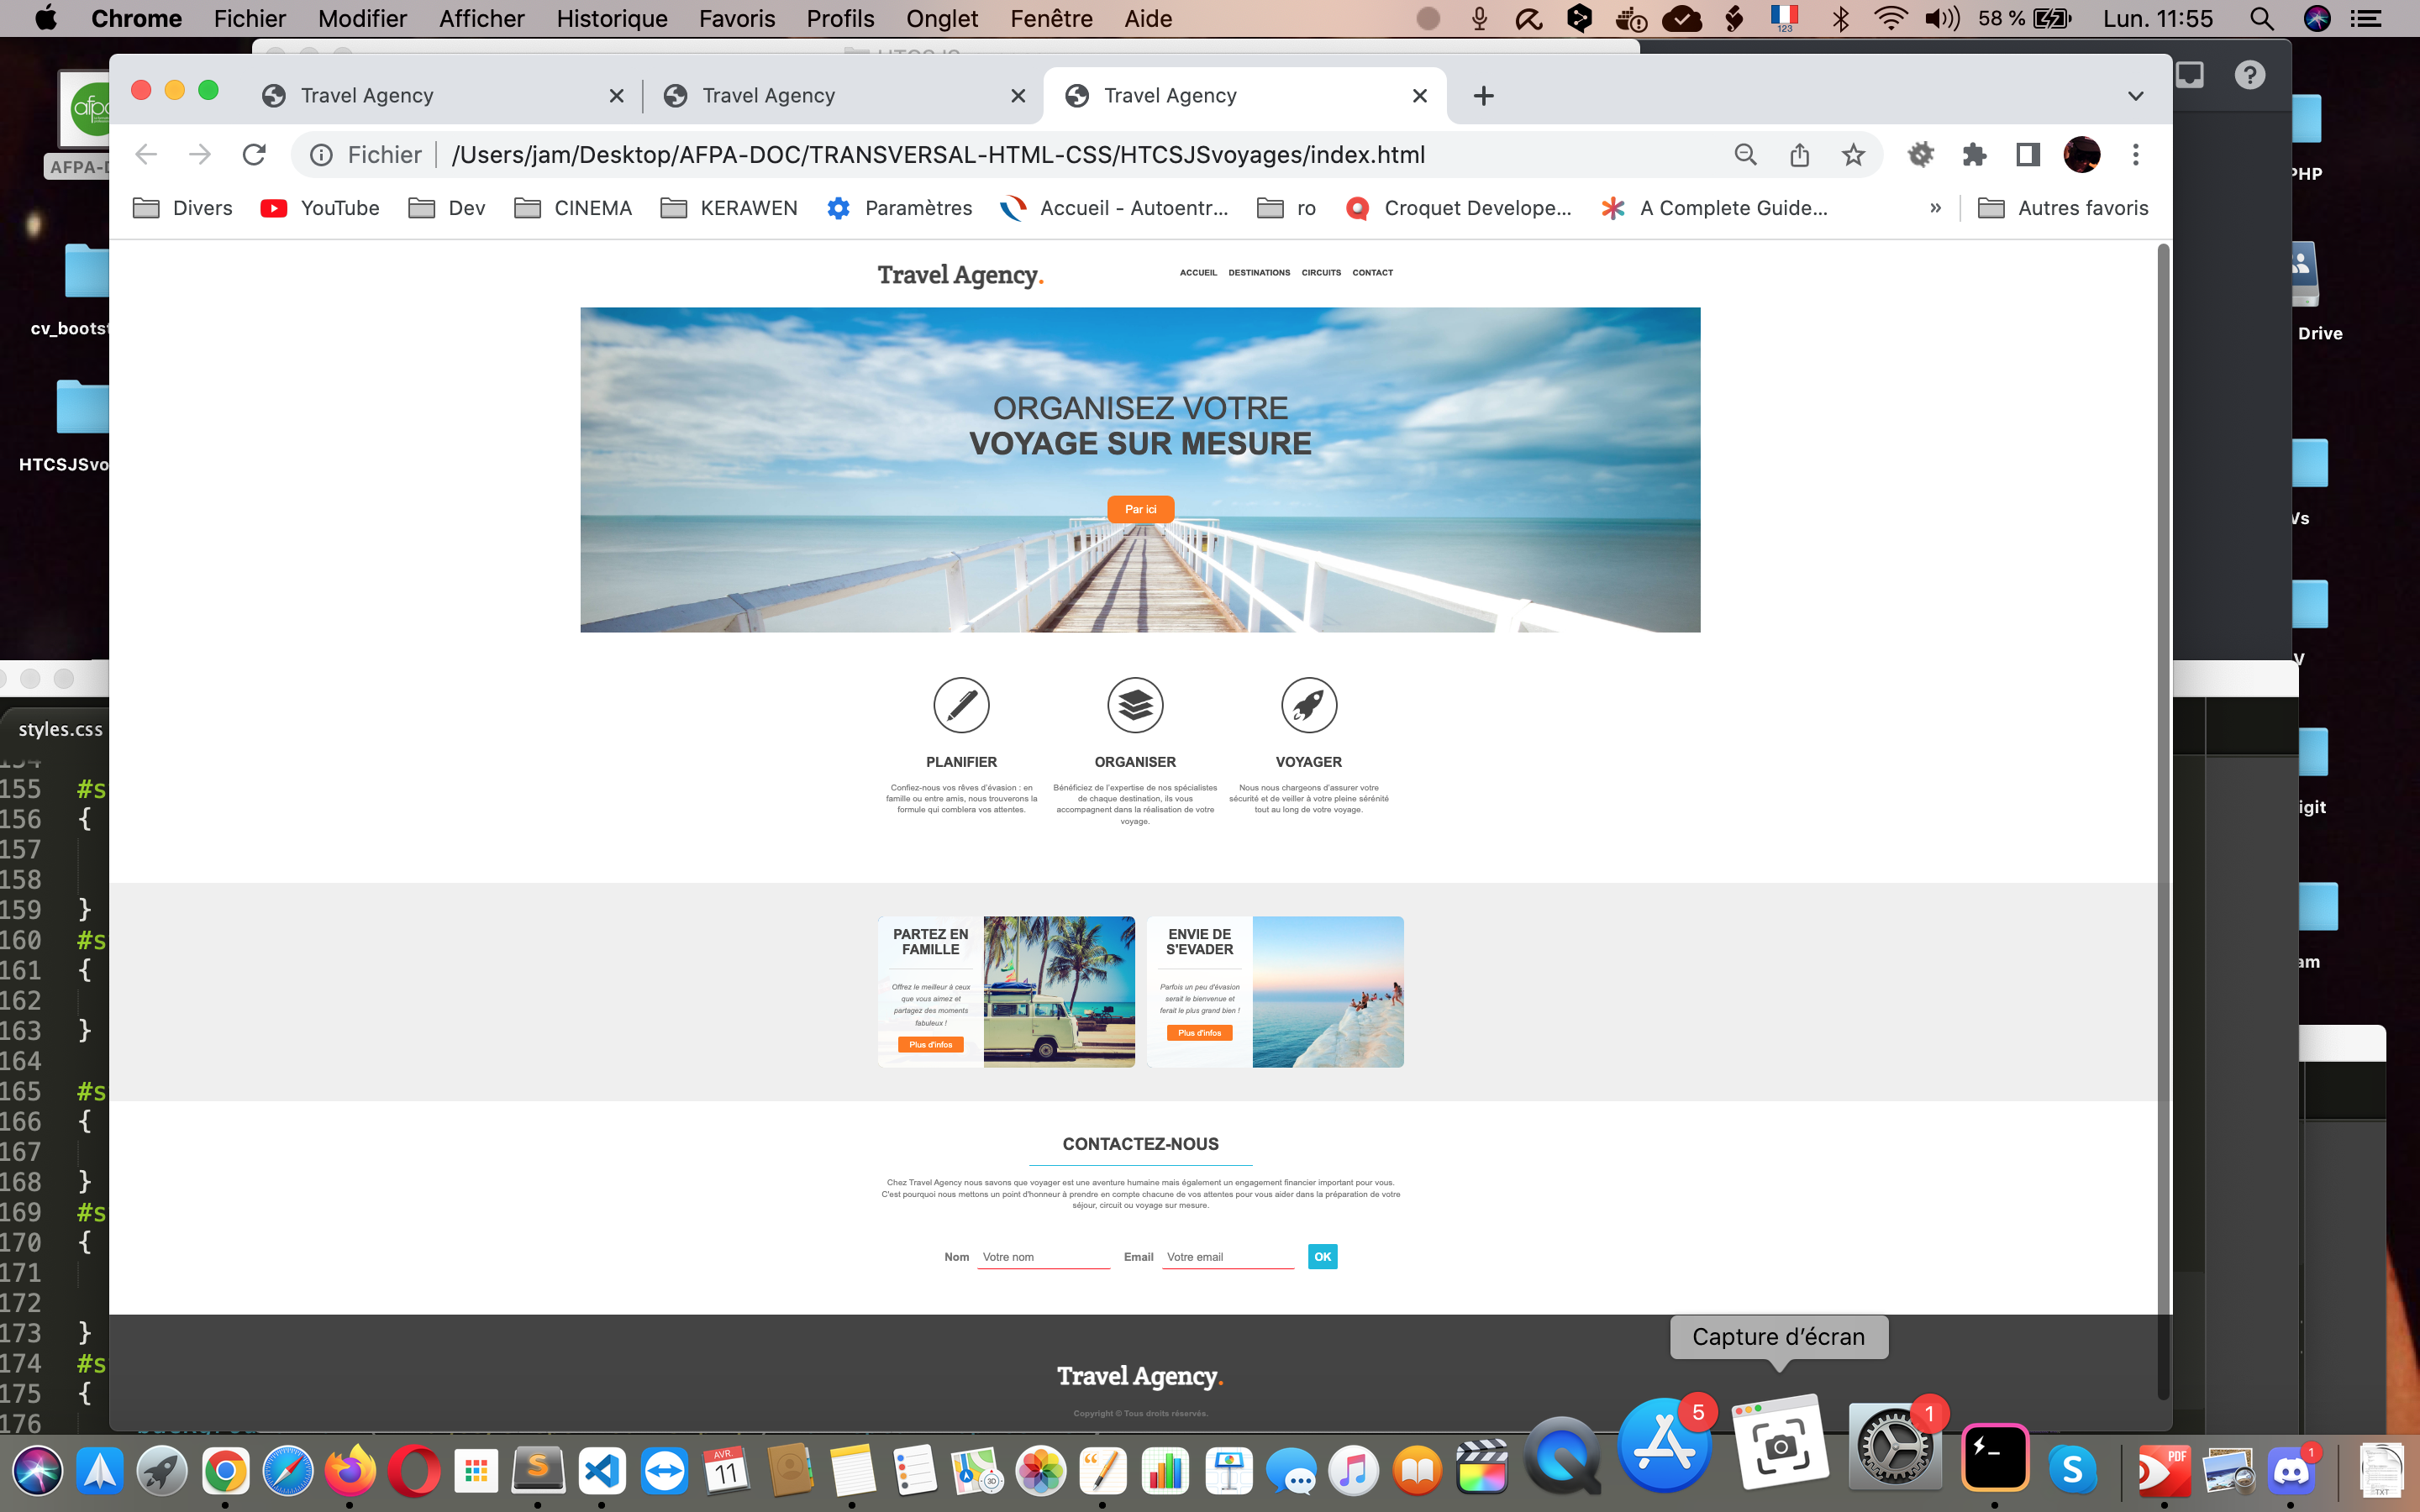 Chrome Fichier Modifier Afficher Historique Favoris Profils Onglet Fenêtre Aide
123 58 % Lun. 11:55
HTCSJS
Travel Agency Travel Agency Travel Agency
Fichier /Users/jam/Desktop/AFPA-DOC/TRANSVERSAL-HTML-CSS/HTCSJSvoyages/index.html
Divers YouTube Dev CINEMA KERAWEN Paramètres Accueil - Autoentr... ro Croquet Develope... A Complete Guide... » Autres favoris
afpa
AFPA-D
cv_bootst
HTCSJSvo
PHP
Drive
Vs
V
igit
am
Travel Agency.
ACCUEIL DESTINATIONS CIRCUITS CONTACT
ORGANISEZ VOTRE
VOYAGE SUR MESURE
Par ici
PLANIFIER
Confiez-nous vos rêves d'évasion : en
famille ou entre amis, nous trouverons la
formule qui comblera vos attentes.
ORGANISER
Bénéficiez de l'expertise de nos spécialistes
de chaque destination, ils vous
accompagnent dans la réalisation de votre
voyage.
VOYAGER
Nous nous chargeons d'assurer votre
sécurité et de veiller à votre pleine sérénité
tout au long de votre voyage.
PARTEZ EN
FAMILLE
Offrez le meilleur à ceux
que vous aimez et
partagez des moments
fabuleux !
Plus d'infos
ENVIE DE
S'EVADER
Parfois un peu d'évasion
serait le bienvenue et
ferait le plus grand bien !
Plus d'infos
CONTACTEZ-NOUS
Chez Travel Agency nous savons que voyager est une aventure humaine mais également un engagement financier important pour vous.
C'est pourquoi nous mettons un point d'honneur à prendre en compte chacune de vos attentes pour vous aider dans la préparation de votre
séjour, circuit ou voyage sur mesure.
Nom Votre nom Email Votre email OK
Travel Agency.
Copyright © Tous droits réservés.
styles.css
154
155 #s
156 {
157
158
159 }
160 #s
161 {
162
163 }
164
165 #s
166 {
167
168 }
169 #s
170 {
171
172
173 }
174 #s
175 {
176
Capture d'écran
5
1
AVR.
11
3D
S
S
PDF
1
TXT